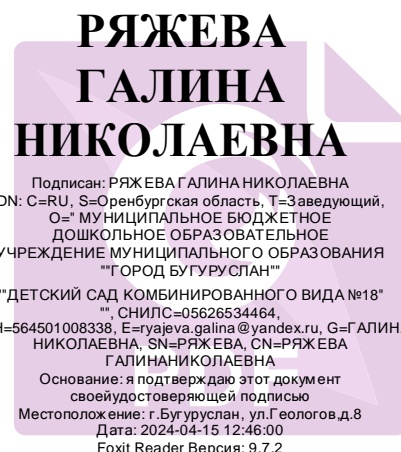 РЯЖЕВА
ГАЛИНА
НИКОЛАЕВНА
Подписан: РЯЖЕВА ГАЛИНА НИКОЛАЕВНА
DN: C=RU, S=Оренбургская область, T=Заведующий,
O=" МУНИЦИПАЛЬНОЕ БЮДЖЕТНОЕ
ДОШКОЛЬНОЕ ОБРАЗОВАТЕЛЬНОЕ
УЧРЕЖДЕНИЕ МУНИЦИПАЛЬНОГО ОБРАЗОВАНИЯ
""ГОРОД БУГУРУСЛАН""
""ДЕТСКИЙ САД КОМБИНИРОВАННОГО ВИДА №18"
"", СНИЛС=05626534464,
Н=564501008338, E=ryajeva.galina@yandex.ru, G=ГАЛИНА
НИКОЛАЕВНА, SN=РЯЖЕВА, CN=РЯЖЕВА
ГАЛИНАНИКОЛАЕВНА
Основание: я подтверждаю этот документ
своейудостоверяющей подписью
Местоположение: г.Бугуруслан, ул.Геологов,д.8
Дата: 2024-04-15 12:46:00
Foxit Reader Версия: 9.7.2
PDF